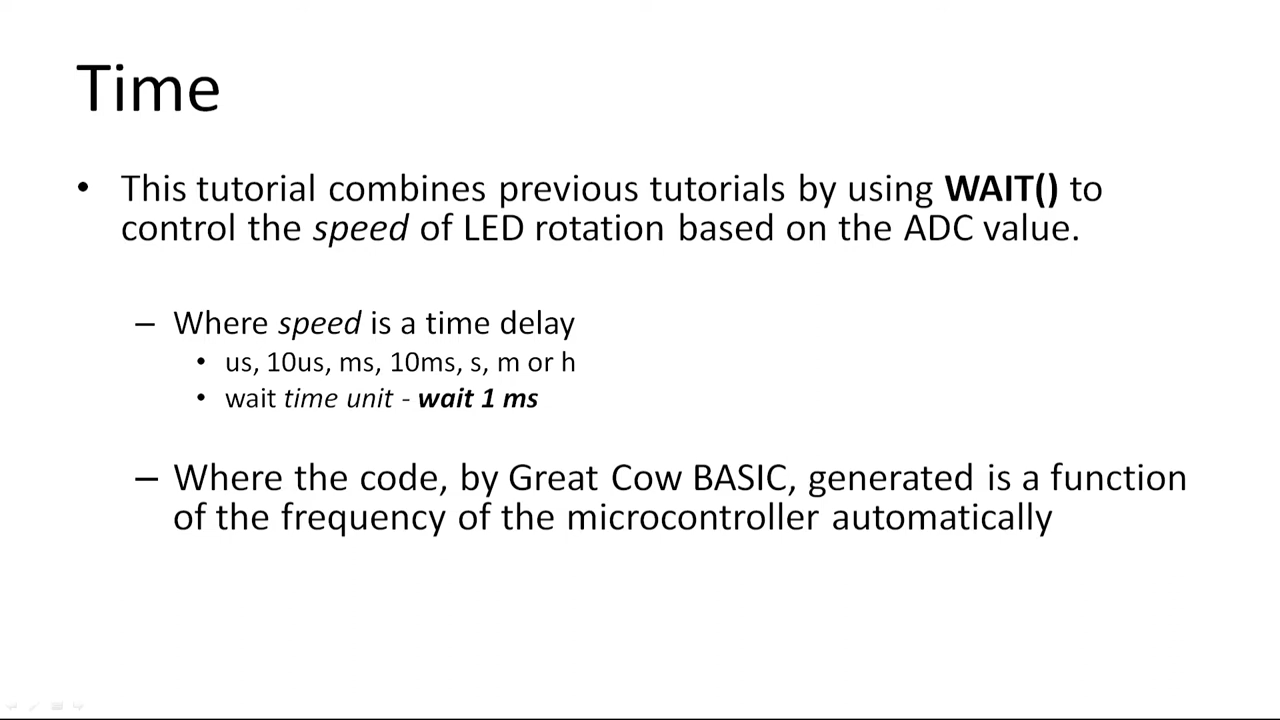 Time
• This tutorial combines previous tutorials by using WAIT() to
control the speed of LED rotation based on the ADC value.
– Where speed is a time delay
• us, 10us, ms, 10ms, s, m or h
• wait time unit - wait 1 ms
– Where the code, by Great Cow BASIC, generated is a function
of the frequency of the microcontroller automatically